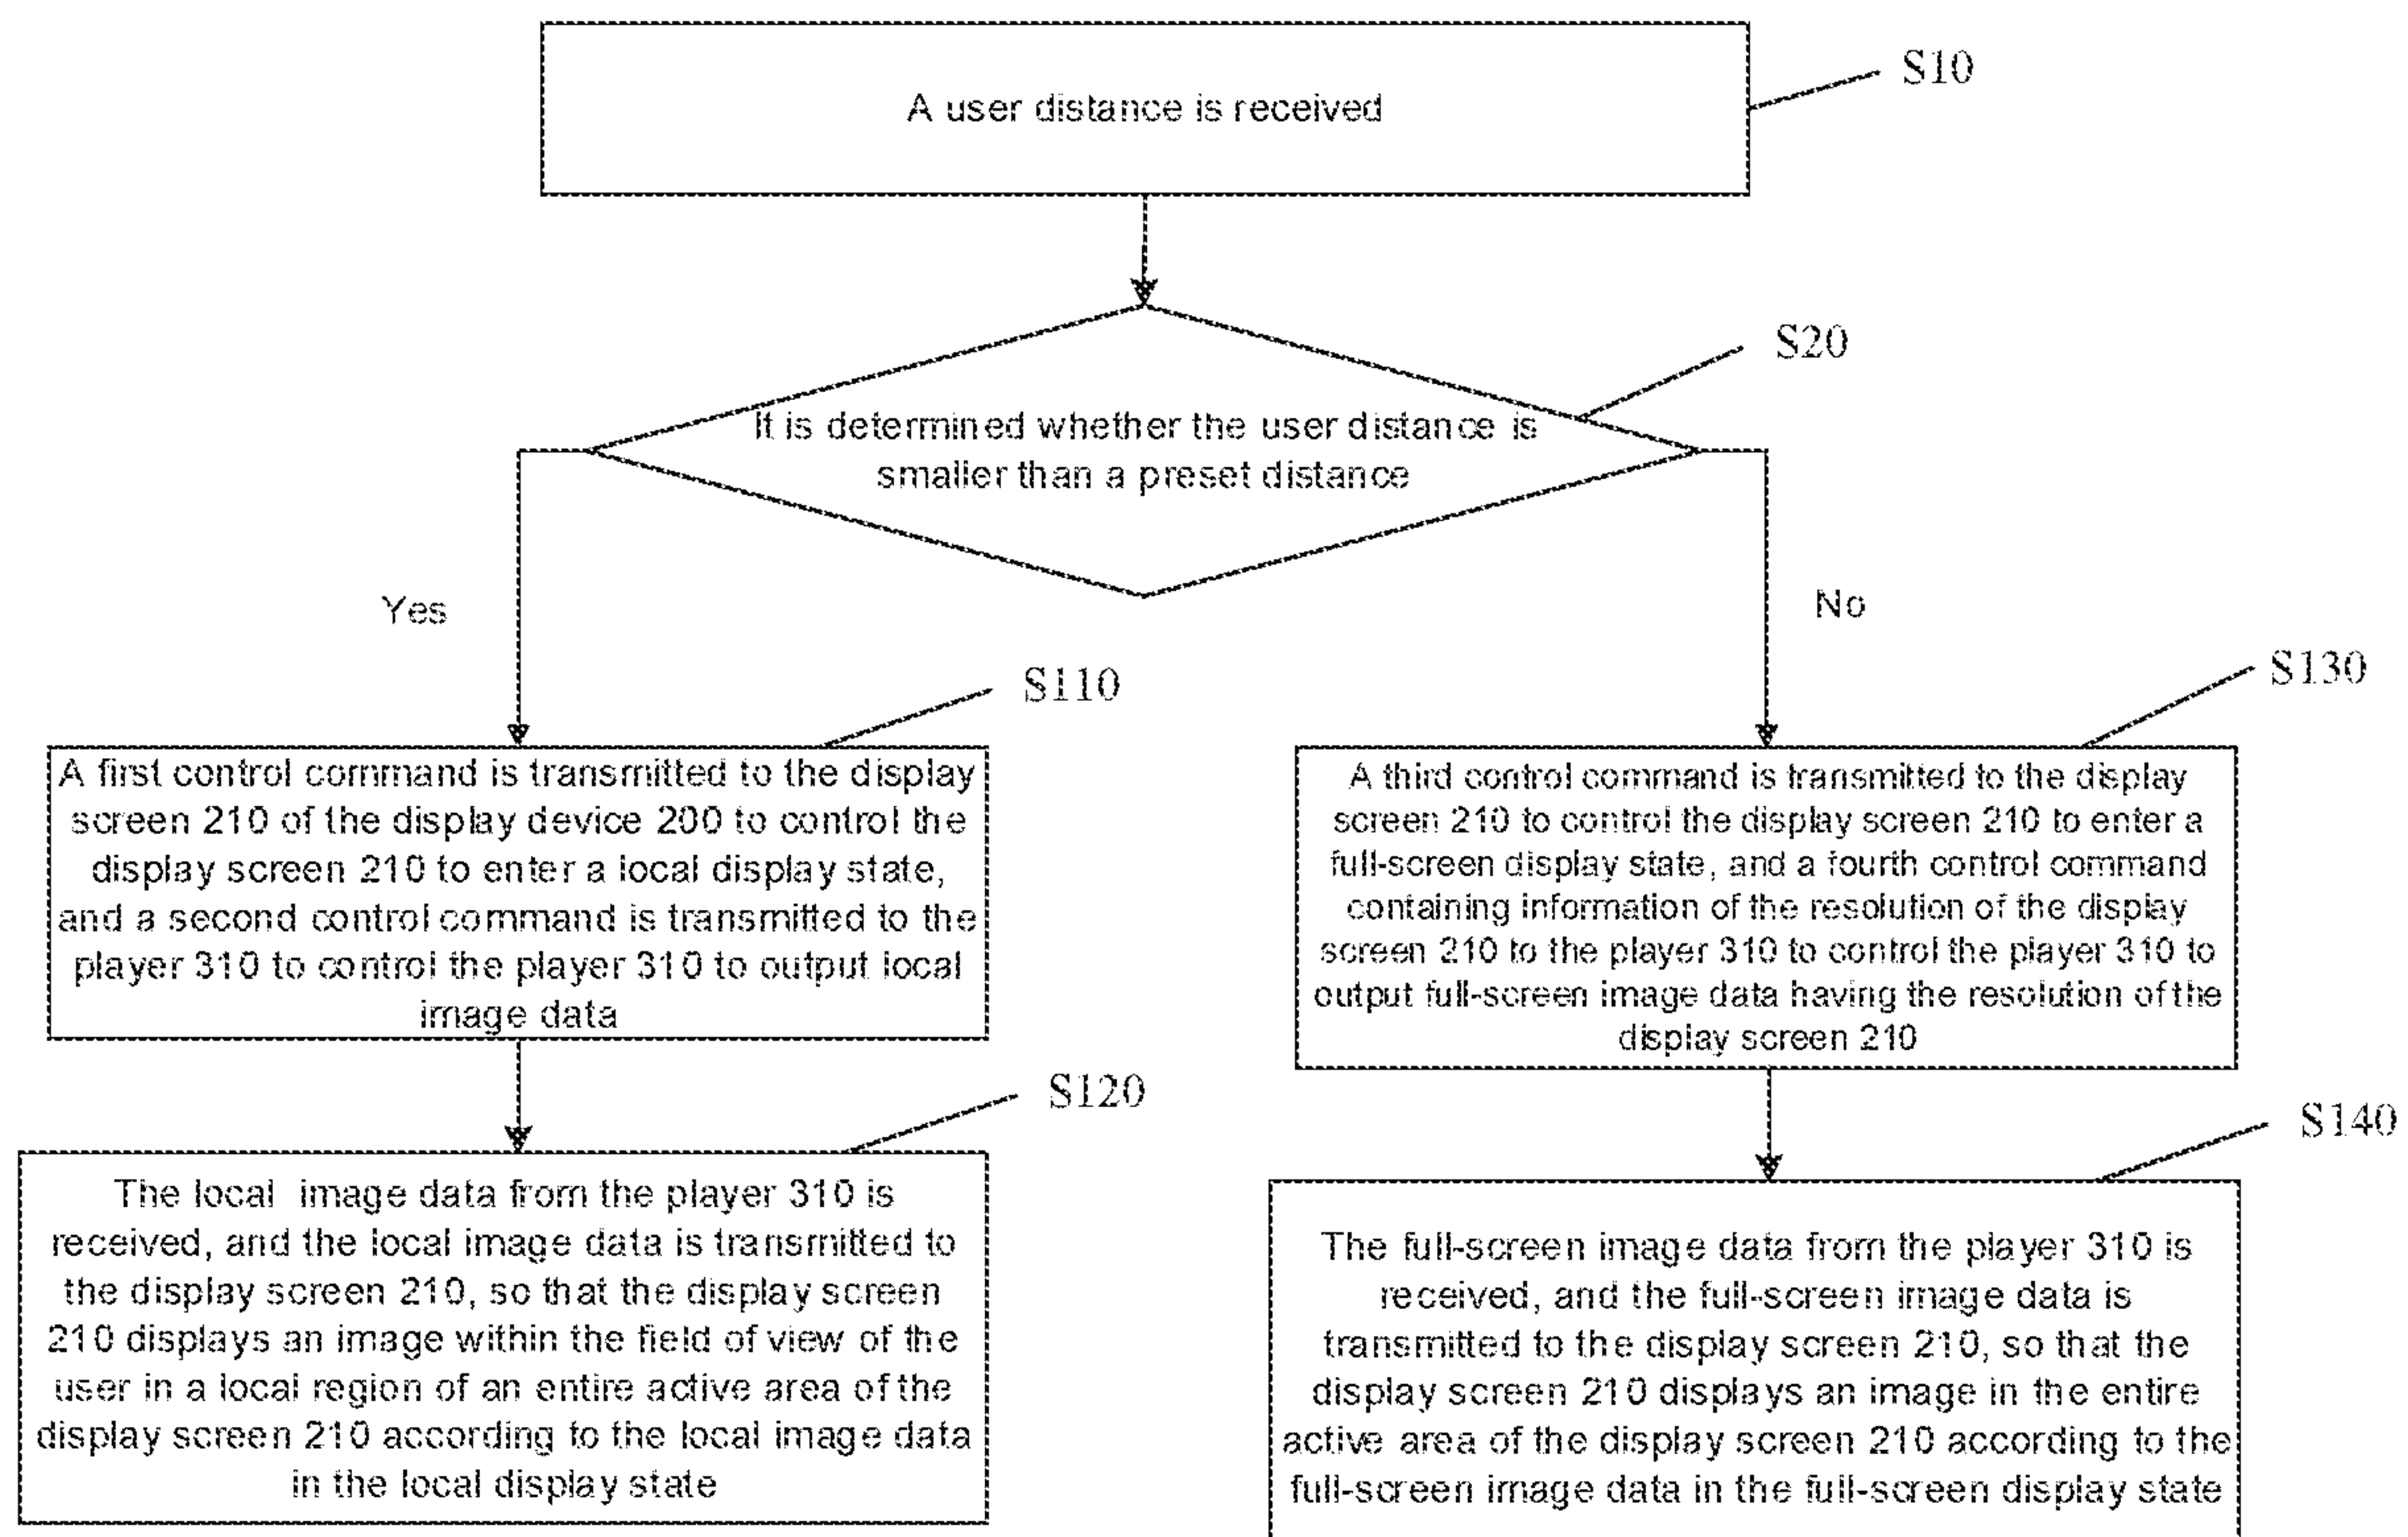 S10
A user distance is received
S20
It is determined whether the user distance is
smaller than a preset distance
Yes
No
S110
S130
A first control command is transmitted to the display
screen 210 of the display device 200 to control the
display screen 210 to enter a local display state,
and a second control command is transmitted to the
player 310 to control the player 310 to output local
image data
A third control command is transmitted to the display
screen 210 to control the display screen 210 to enter a
full-screen display state, and a fourth control command
containing information of the resolution of the display
screen 210 to the player 310 to control the player 310 to
output full-screen image data having the resolution of the
display screen 210
S120
S140
The local image data from the player 310 is
received, and the local image data is transmitted to
the display screen 210, so that the display screen
210 displays an image within the field of view of the
user in a local region of an entire active area of the
display screen 210 according to the local image data
in the local display state
The full-screen image data from the player 310 is
received, and the full-screen image data is
transmitted to the display screen 210, so that the
display screen 210 displays an image in the entire
active area of the display screen 210 according to the
full-screen image data in the full-screen display state